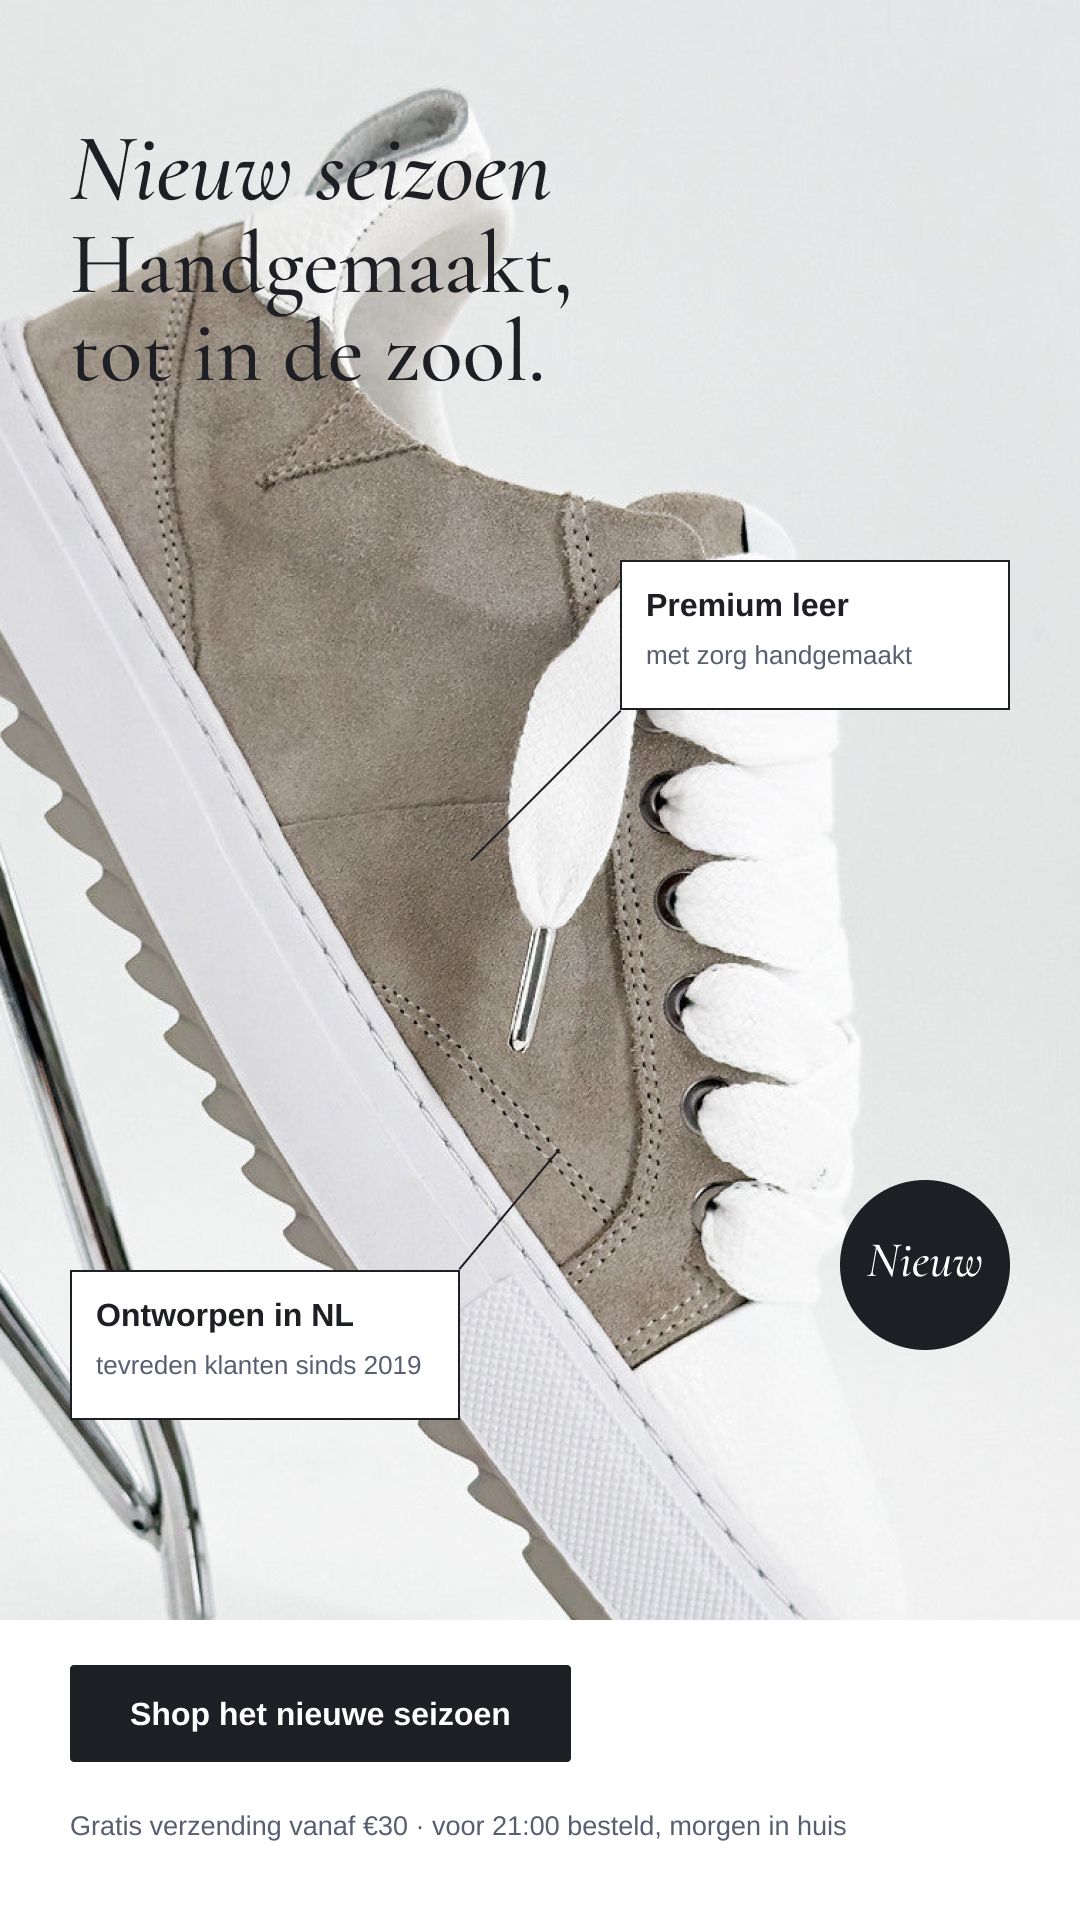 Nieuw seizoen
Handgemaakt,
tot in de zool.
Premium leer
met zorg handgemaakt
Nieuw
Ontworpen in NL
tevreden klanten sinds 2019
Shop het nieuwe seizoen
Gratis verzending vanaf €30 · voor 21:00 besteld, morgen in huis